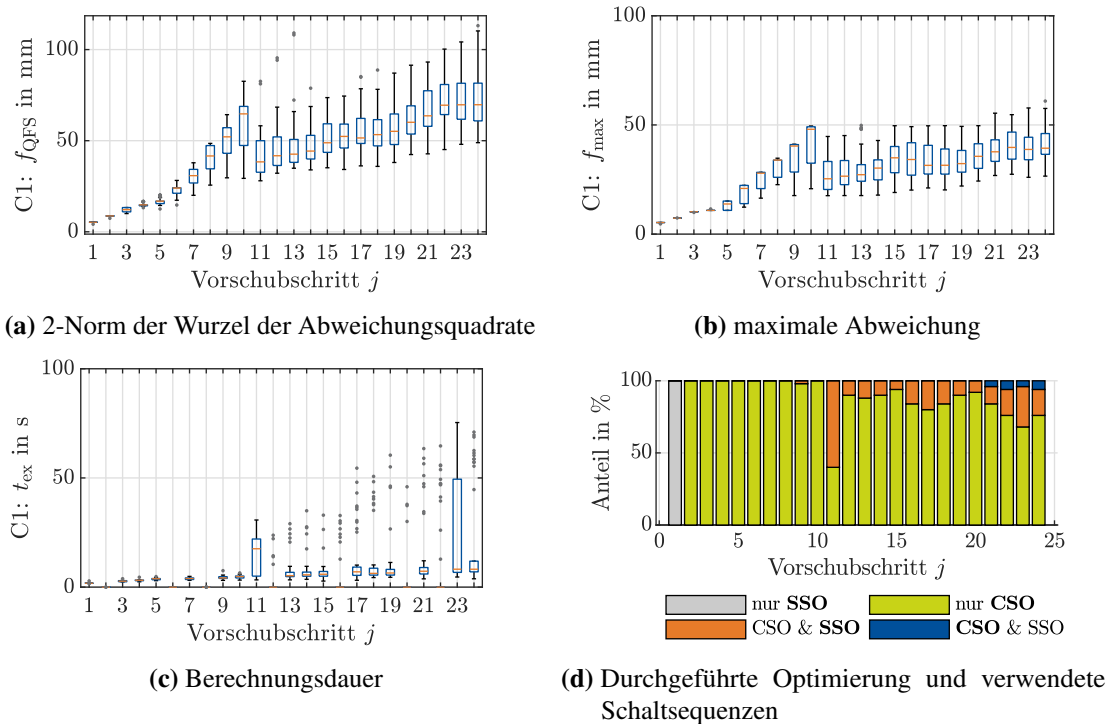 C1: f_QFS in mm
100
50
0
1 3 5 7 9 11 13 15 17 19 21 23
Vorschubschritt j
(a) 2-Norm der Wurzel der Abweichungsquadrate
C1: f_max in mm
100
50
0
1 3 5 7 9 11 13 15 17 19 21 23
Vorschubschritt j
(b) maximale Abweichung
C1: t_ex in s
100
50
0
1 3 5 7 9 11 13 15 17 19 21 23
Vorschubschritt j
(c) Berechnungsdauer
Anteil in %
100
50
0
0 5 10 15 20 25
Vorschubschritt j
nur SSO
nur CSO
CSO & SSO
CSO & SSO
(d) Durchgeführte Optimierung und verwendete
Schaltsequenzen